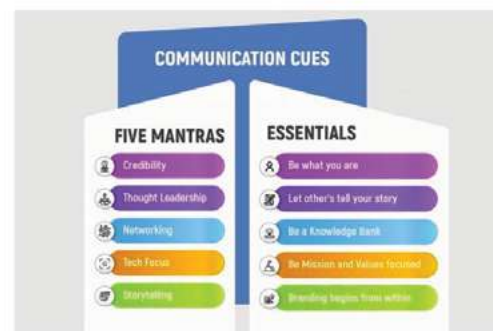 COMMUNICATION CUES
FIVE MANTRAS
Credibility
Thought Leadership
Networking
Tech Focus
Storytelling
ESSENTIALS
Be what you are
Let other's tell your story
Be a Knowledge Bank
Be Mission and Values focused
Branding begins from within